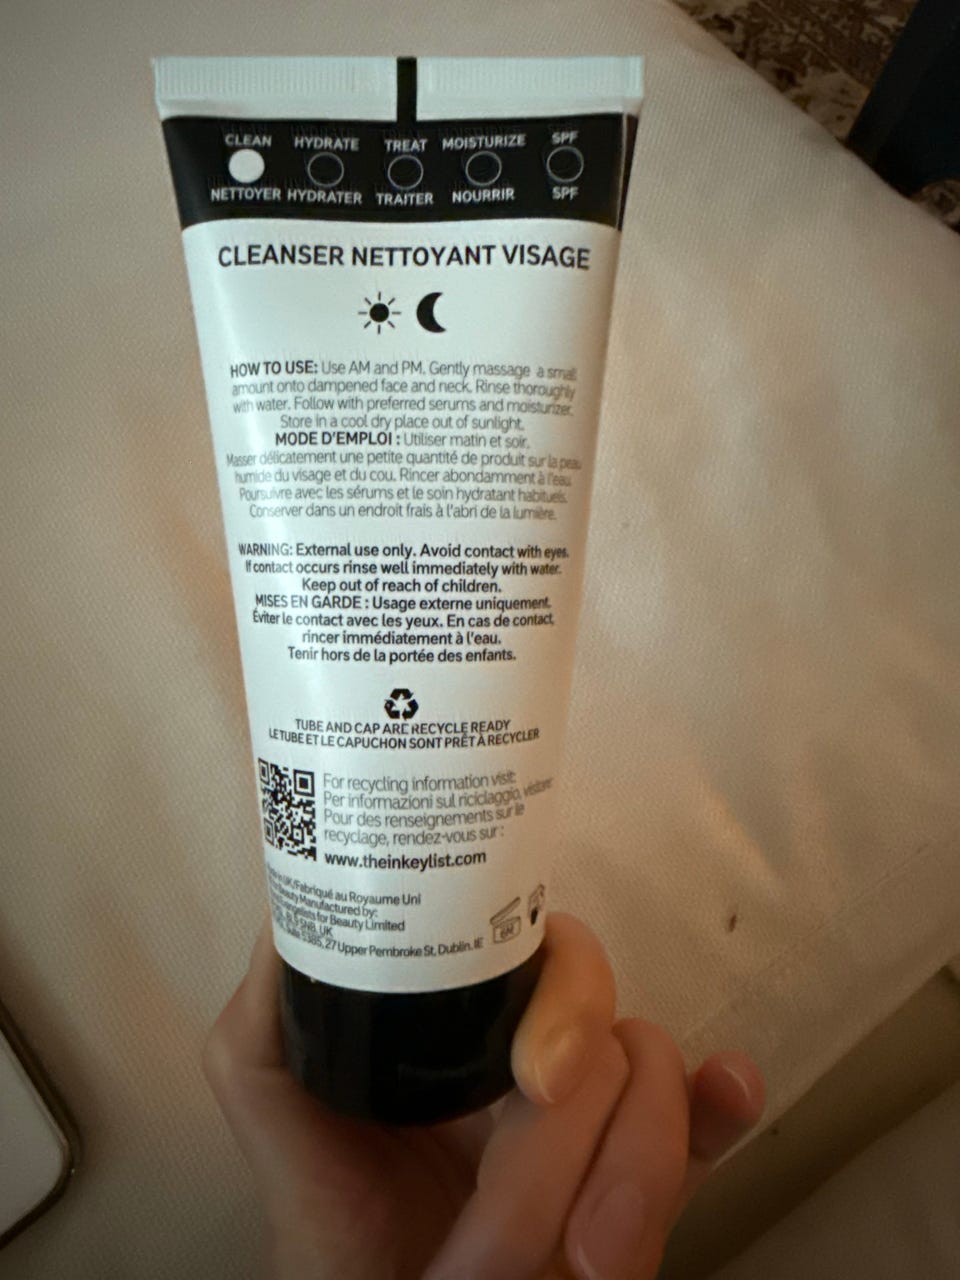 CLEAN HYDRATE TREAT MOISTURIZE SPF
NETTOYER HYDRATER TRAITER NOURRIR SPF
CLEANSER NETTOYANT VISAGE
HOW TO USE: Use AM and PM. Gently massage a small
amount onto dampened face and neck. Rinse thoroughly
with water. Follow with preferred serums and moisturizer.
Store in a cool dry place out of sunlight.
MODE D'EMPLOI : Utiliser matin et soir.
Masser délicatement une petite quantité de produit sur la peau
humide du visage et du cou. Rincer abondamment à l'eau.
Poursuivre avec les sérums et le soin hydratant habituels.
Conserver dans un endroit frais à l'abri de la lumière.
WARNING: External use only. Avoid contact with eyes.
If contact occurs rinse well immediately with water.
Keep out of reach of children.
MISES EN GARDE : Usage externe uniquement.
Éviter le contact avec les yeux. En cas de contact,
rincer immédiatement à l'eau.
Tenir hors de la portée des enfants.
TUBE AND CAP ARE RECYCLE READY
LE TUBE ET LE CAPUCHON SONT PRÊT À RECYCLER
For recycling information visit:
Per informazioni sul riciclaggio, visitare:
Pour des renseignements sur le
recyclage, rendez-vous sur :
www.theinkeylist.com
in UK/Fabriqué au Royaume Uni
Beauty Manufactured by:
for Beauty Limited
UK
27 Upper Pembroke St, Dublin, IE
6M